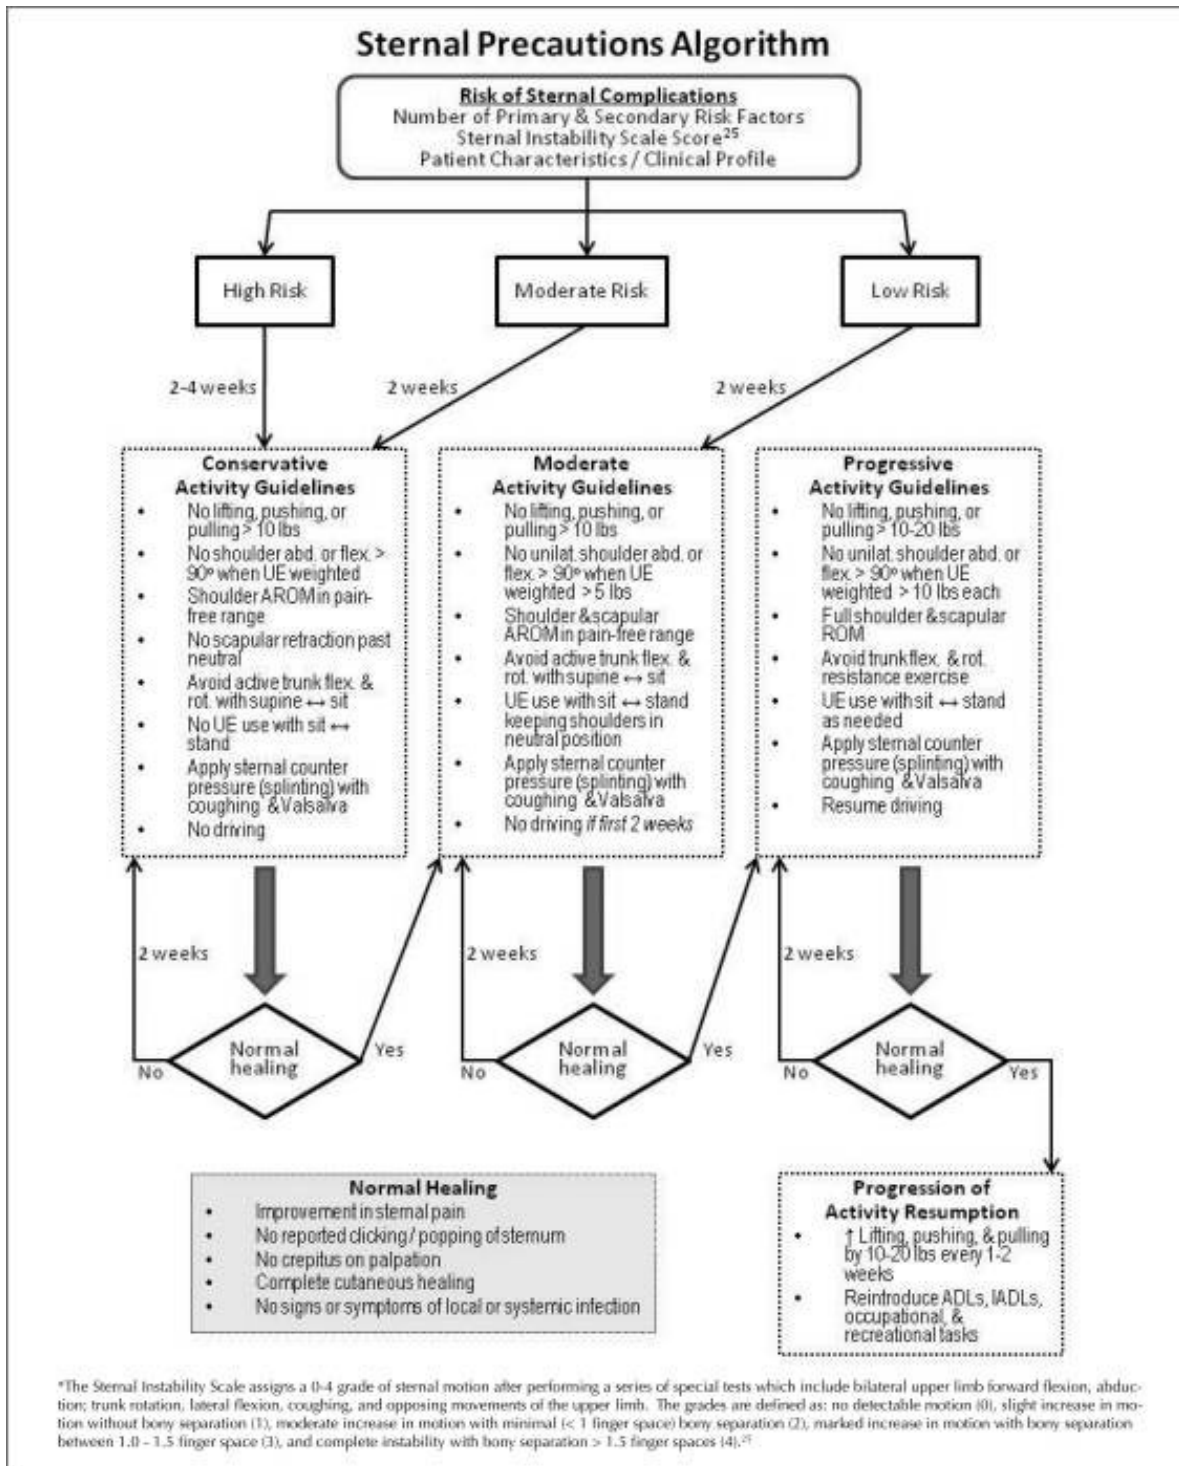 Sternal Precautions Algorithm
Risk of Sternal Complications
Number of Primary & Secondary Risk Factors
Sternal Instability Scale Score25
Patient Characteristics / Clinical Profile
High Risk
Moderate Risk
Low Risk
2-4 weeks
2 weeks
2 weeks
Conservative
Activity Guidelines
• No lifting, pushing, or
pulling > 10 lbs
• No shoulder abd. or flex. >
90º when UE weighted
• Shoulder AROM in pain-
free range
• No scapular retraction past
neutral
• Avoid active trunk flex. &
rot. with supine ↔ sit
• No UE use with sit ↔
stand
• Apply sternal counter
pressure (splinting) with
coughing & Valsalva
• No driving
Moderate
Activity Guidelines
• No lifting, pushing, or
pulling > 10 lbs
• No unilat. shoulder abd. or
flex. > 90º when UE
weighted > 5 lbs
• Shoulder & scapular
AROM in pain-free range
• Avoid active trunk flex. &
rot. with supine ↔ sit
• UE use with sit ↔ stand
keeping shoulders in
neutral position
• Apply sternal counter
pressure (splinting) with
coughing & Valsalva
• No driving if first 2 weeks
Progressive
Activity Guidelines
• No lifting, pushing, or
pulling > 10-20 lbs
• No unilat. shoulder abd. or
flex. > 90º when UE
weighted > 10 lbs each
• Full shoulder & scapular
ROM
• Avoid trunk flex. & rot.
resistance exercise
• UE use with sit ↔ stand
as needed
• Apply sternal counter
pressure (splinting) with
coughing & Valsalva
• Resume driving
2 weeks
2 weeks
2 weeks
Normal
healing
No
Yes
Normal
healing
No
Yes
Normal
healing
No
Yes
Normal Healing
• Improvement in sternal pain
• No reported clicking / popping of sternum
• No crepitus on palpation
• Complete cutaneous healing
• No signs or symptoms of local or systemic infection
Progression of
Activity Resumption
• ↑ Lifting, pushing, & pulling
by 10-20 lbs every 1-2
weeks
• Reintroduce ADLs, IADLs,
occupational, &
recreational tasks
*The Sternal Instability Scale assigns a 0-4 grade of sternal motion after performing a series of special tests which include bilateral upper limb forward flexion, abduc-
tion; trunk rotation, lateral flexion, coughing, and opposing movements of the upper limb. The grades are defined as: no detectable motion (0), slight increase in mo-
tion without bony separation (1), moderate increase in motion with minimal (< 1 finger space) bony separation (2), marked increase in motion with bony separation
between 1.0 – 1.5 finger space (3), and complete instability with bony separation > 1.5 finger spaces (4).25